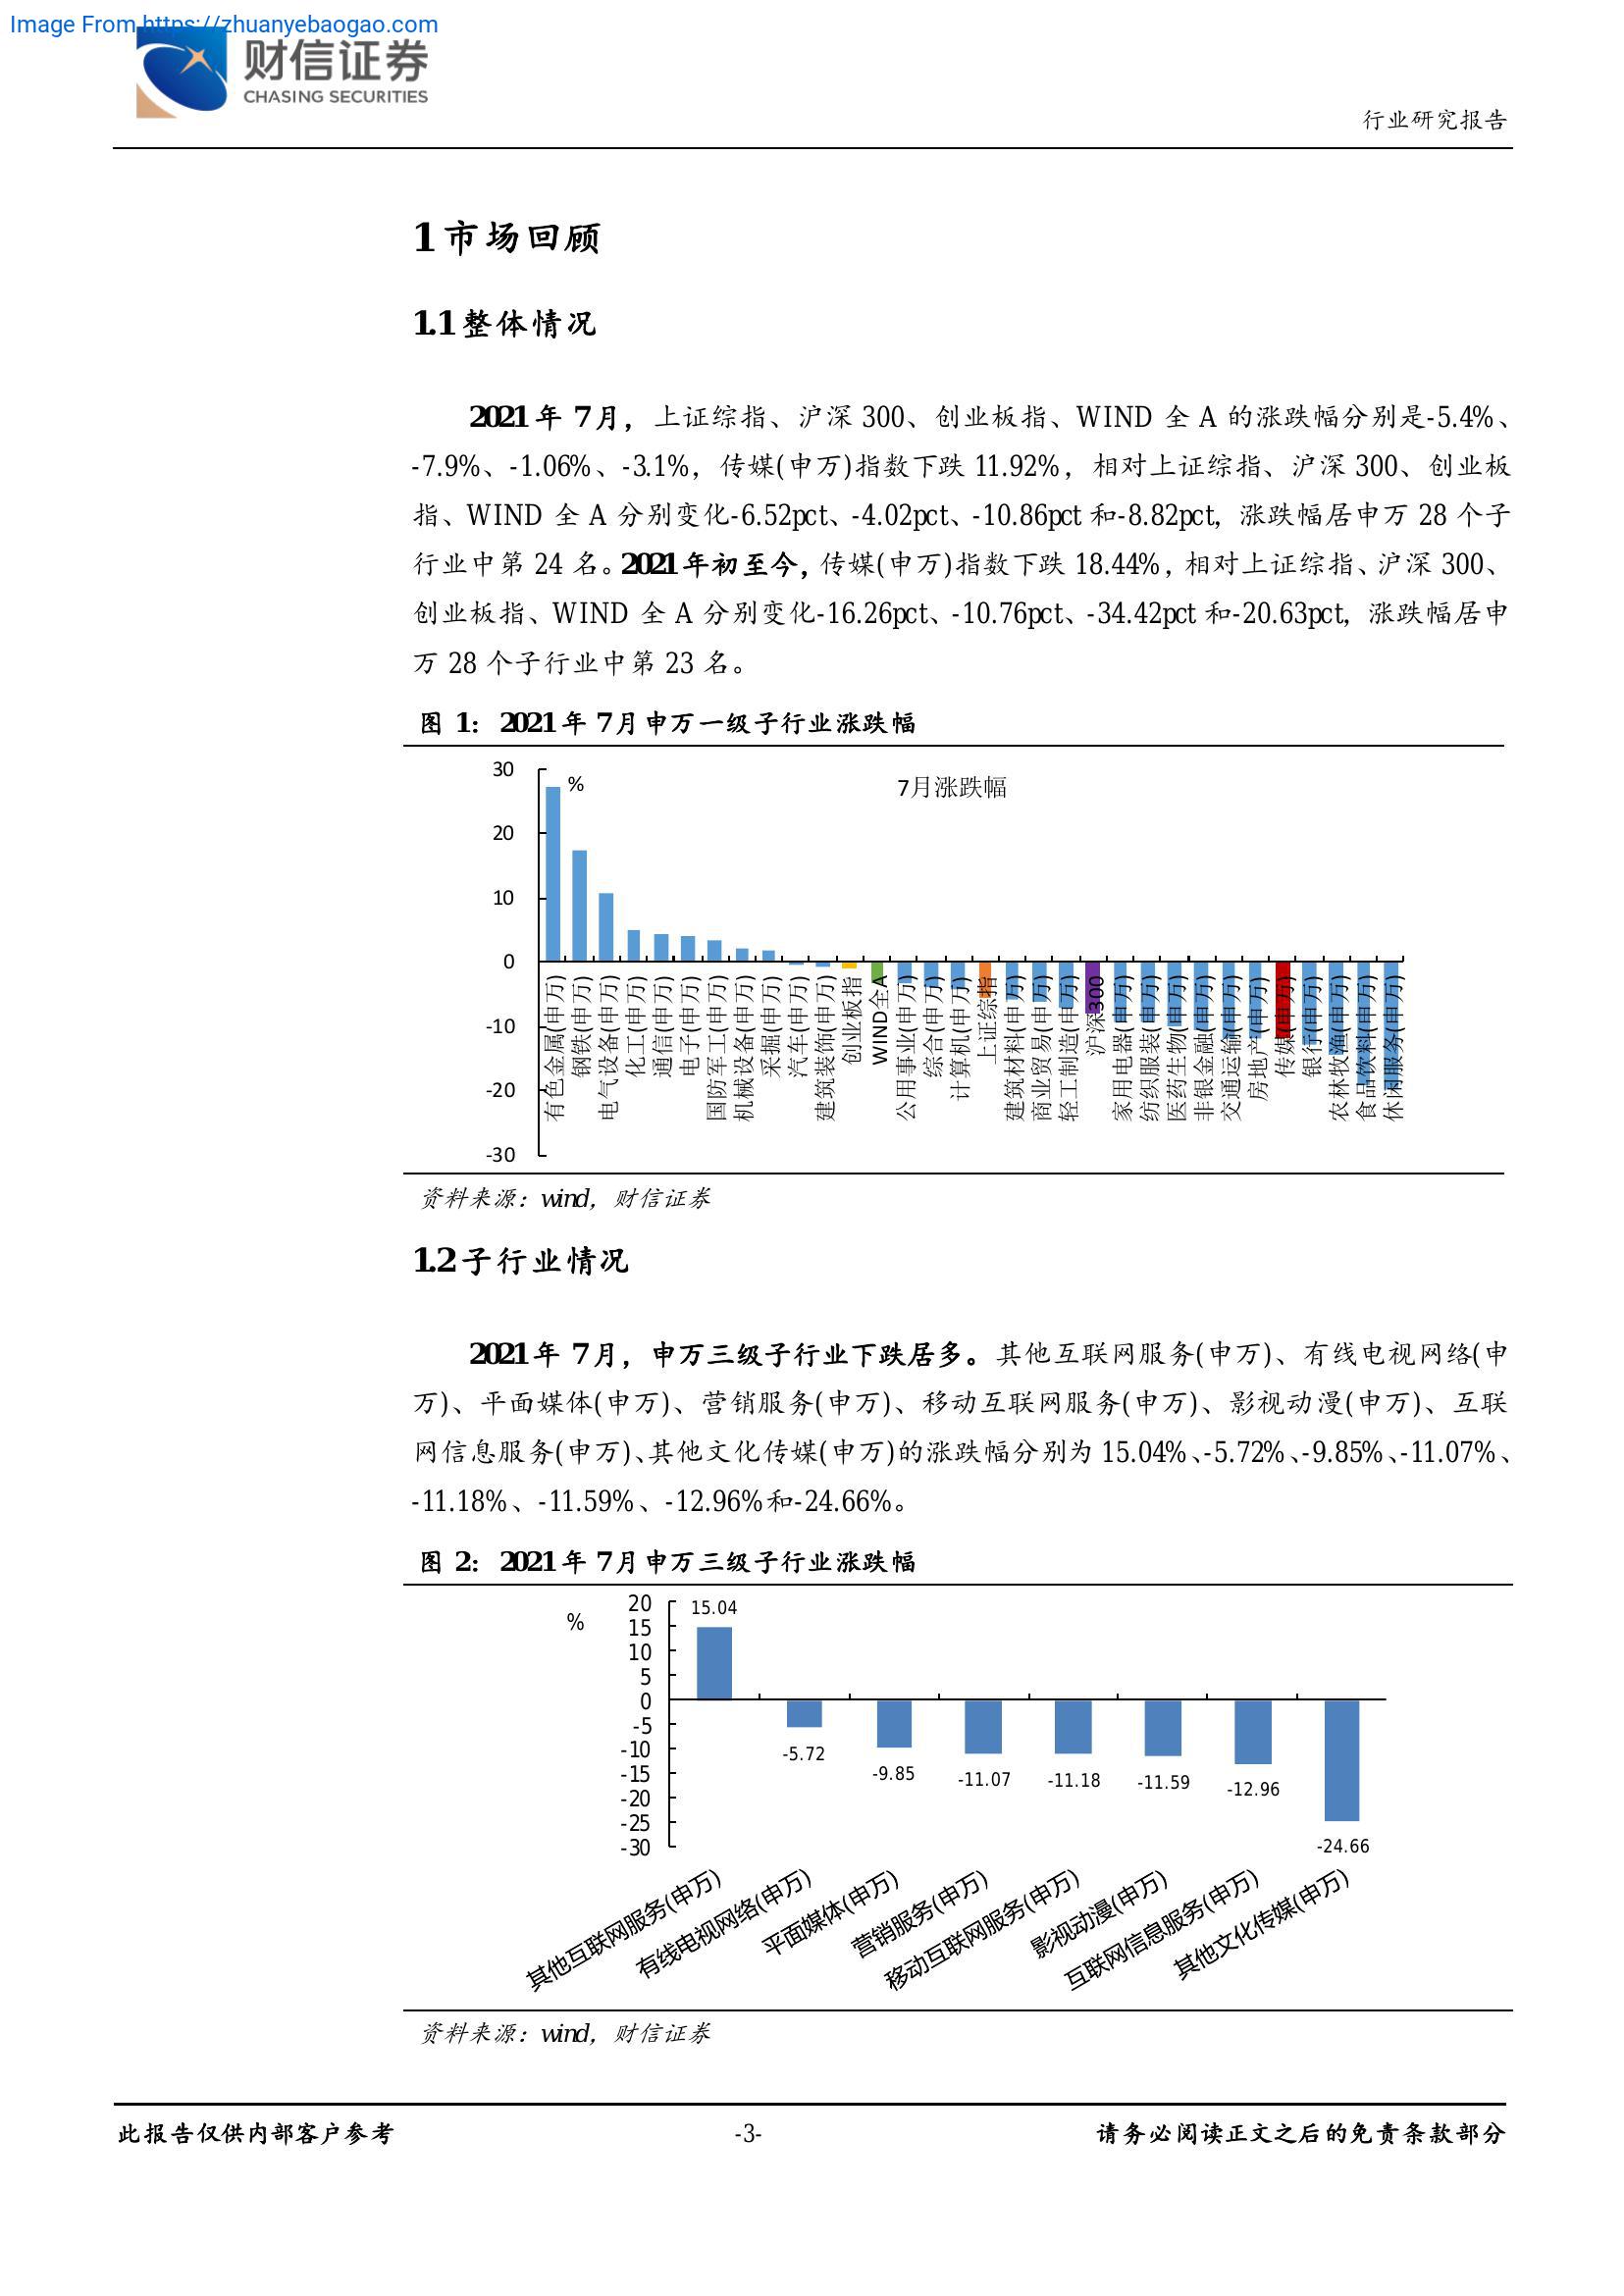 Image From https://zhuanyebaogao.com
财信证券
CHASING SECURITIES
行业研究报告
1 市场回顾
1.1 整体情况
2021 年 7 月，上证综指、沪深 300、创业板指、WIND 全 A 的涨跌幅分别是-5.4%、
-7.9%、-1.06%、-3.1%，传媒(申万)指数下跌 11.92%，相对上证综指、沪深 300、创业板
指、WIND 全 A 分别变化-6.52pct、-4.02pct、-10.86pct 和-8.82pct，涨跌幅居申万 28 个子
行业中第 24 名。2021 年初至今，传媒(申万)指数下跌 18.44%，相对上证综指、沪深 300、
创业板指、WIND 全 A 分别变化-16.26pct、-10.76pct、-34.42pct 和-20.63pct，涨跌幅居申
万 28 个子行业中第 23 名。
图 1：2021 年 7 月申万一级子行业涨跌幅
%
7月涨跌幅
30
20
10
0
-10
-20
-30
有色金属(申万)
钢铁(申万)
电气设备(申万)
化工(申万)
通信(申万)
电子(申万)
国防军工(申万)
机械设备(申万)
采掘(申万)
汽车(申万)
建筑装饰(申万)
创业板指
WIND全A
公用事业(申万)
综合(申万)
计算机(申万)
上证综指
建筑材料(申万)
商业贸易(申万)
轻工制造(申万)
沪深300
家用电器(申万)
纺织服装(申万)
医药生物(申万)
非银金融(申万)
交通运输(申万)
房地产(申万)
传媒(申万)
银行(申万)
农林牧渔(申万)
食品饮料(申万)
休闲服务(申万)
资料来源：wind，财信证券
1.2 子行业情况
2021 年 7 月，申万三级子行业下跌居多。其他互联网服务(申万)、有线电视网络(申
万)、平面媒体(申万)、营销服务(申万)、移动互联网服务(申万)、影视动漫(申万)、互联
网信息服务(申万)、其他文化传媒(申万)的涨跌幅分别为 15.04%、-5.72%、-9.85%、-11.07%、
-11.18%、-11.59%、-12.96%和-24.66%。
图 2：2021 年 7 月申万三级子行业涨跌幅
%
20
15
10
5
0
-5
-10
-15
-20
-25
-30
15.04
-5.72
-9.85
-11.07
-11.18
-11.59
-12.96
-24.66
其他互联网服务(申万)
有线电视网络(申万)
平面媒体(申万)
营销服务(申万)
移动互联网服务(申万)
影视动漫(申万)
互联网信息服务(申万)
其他文化传媒(申万)
资料来源：wind，财信证券
此报告仅供内部客户参考
-3-
请务必阅读正文之后的免责条款部分